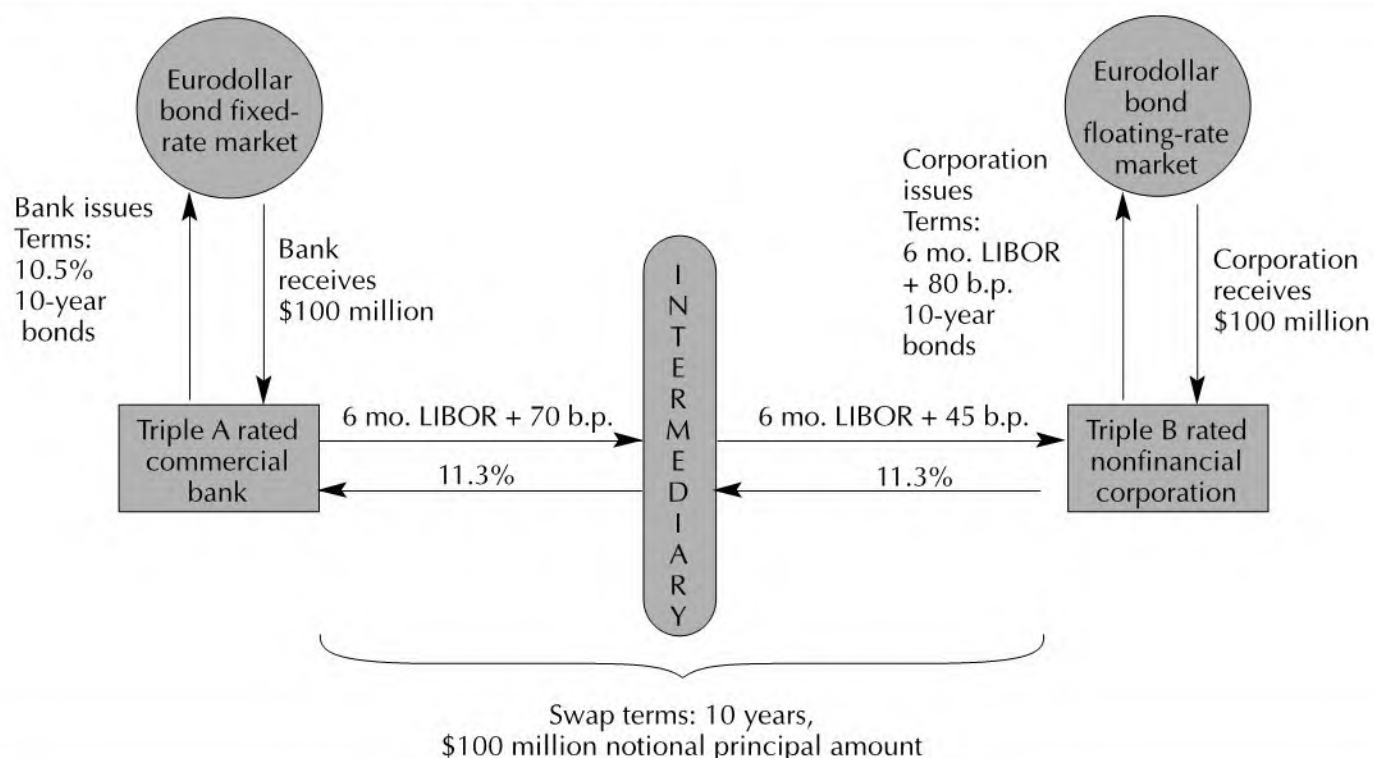 Eurodollar
bond fixed-
rate market
Eurodollar
bond
floating-rate
market
Bank issues
Terms:
10.5%
10-year
bonds
Bank
receives
$100 million
Corporation
issues
Terms:
6 mo. LIBOR
+ 80 b.p.
10-year
bonds
Corporation
receives
$100 million
Triple A rated
commercial
bank
6 mo. LIBOR + 70 b.p.
11.3%
I
N
T
E
R
M
E
D
I
A
R
Y
6 mo. LIBOR + 45 b.p.
11.3%
Triple B rated
nonfinancial
corporation
Swap terms: 10 years,
$100 million notional principal amount